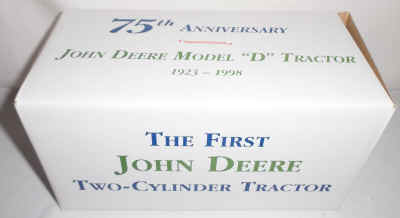 75th ANNIVERSARY
JOHN DEERE MODEL "D" TRACTOR
1923 – 1998
THE FIRST
JOHN DEERE
TWO-CYLINDER TRACTOR